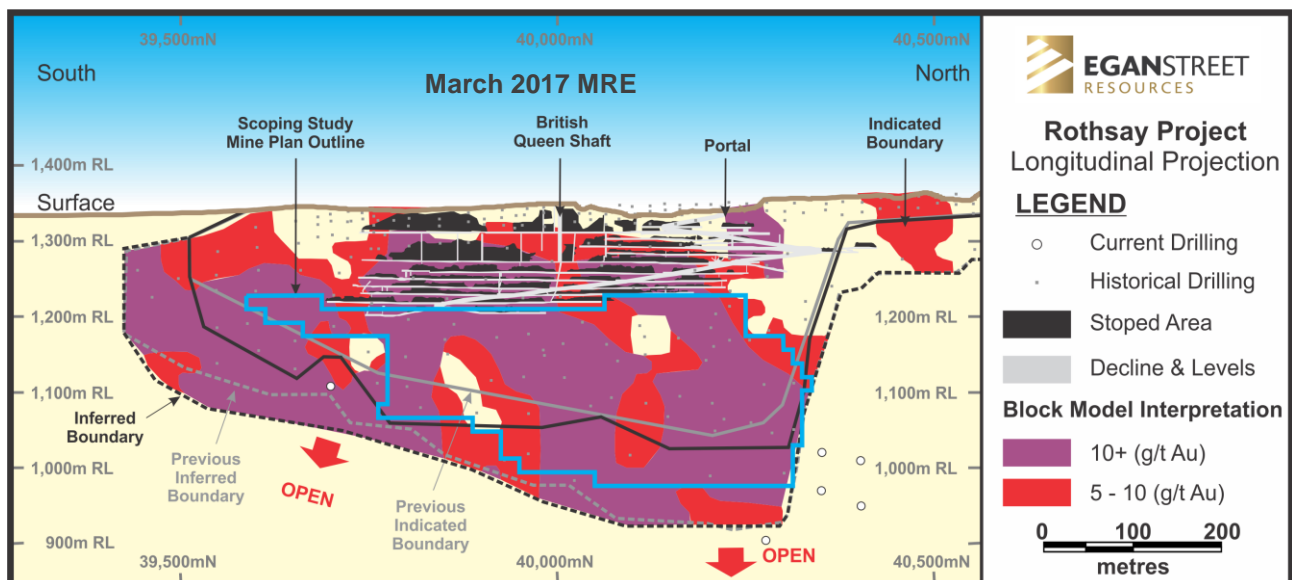 39,500mN
40,000mN
40,500mN
South
North
March 2017 MRE
Scoping Study
Mine Plan Outline
British
Queen Shaft
Portal
Indicated
Boundary
1,400m RL
Surface
1,300m RL
1,200m RL
1,200m RL
1,100m RL
1,100m RL
Inferred
Boundary
Previous
Inferred
Boundary
OPEN
Previous
Indicated
Boundary
1,000m RL
1,000m RL
900m RL
OPEN
39,500mN
40,000mN
40,500mN
EGANSTREET
RESOURCES
Rothsay Project
Longitudinal Projection
LEGEND
Current Drilling
Historical Drilling
Stoped Area
Decline & Levels
Block Model Interpretation
10+ (g/t Au)
5 - 10 (g/t Au)
0 100 200
metres